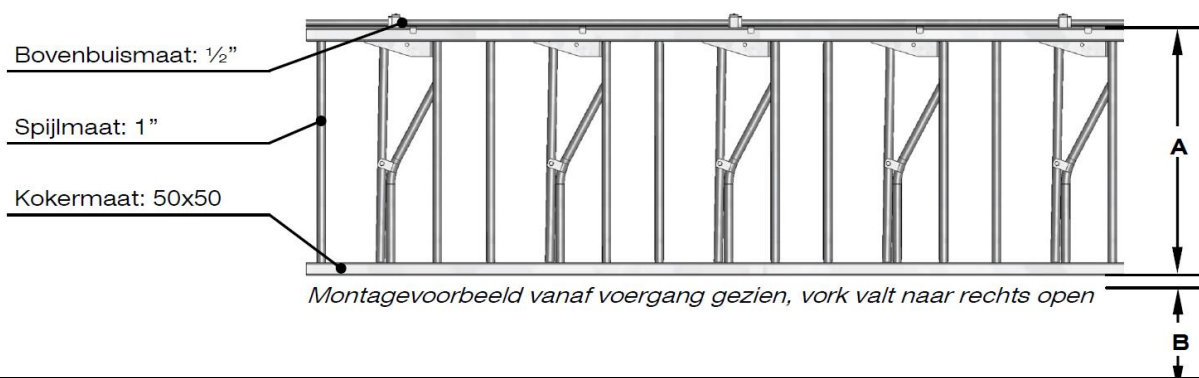 Bovenbuismaat: ½”
Spijlmaat: 1”
A
Kokermaat: 50x50
Montagevoorbeeld vanaf voergang gezien, vork valt naar rechts open
B